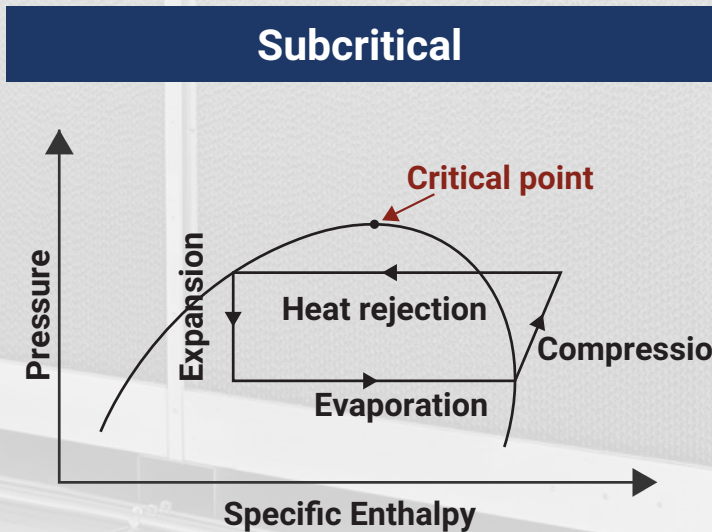 Subcritical
Critical point
Pressure
Expansion
Heat rejection
Compressio
Evaporation
Specific Enthalpy